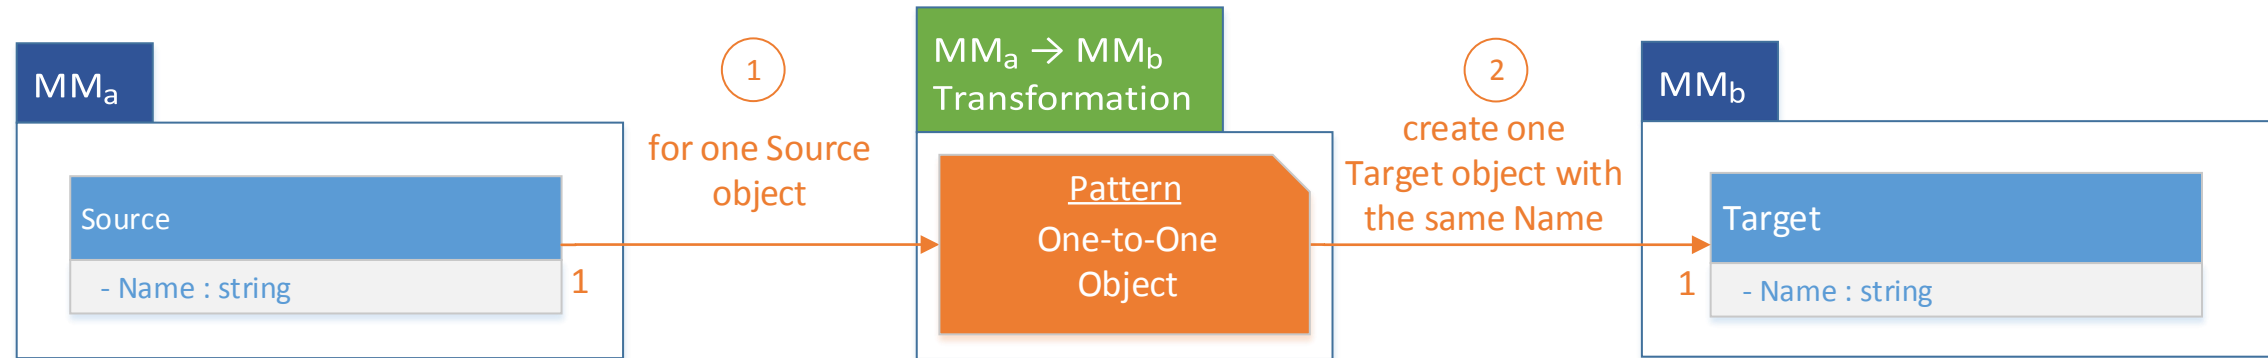 MMa
Source
- Name : string
1
1
for one Source
object
MMa → MMb
Transformation
Pattern
One-to-One
Object
2
create one
Target object with
the same Name
1
MMb
Target
- Name : string